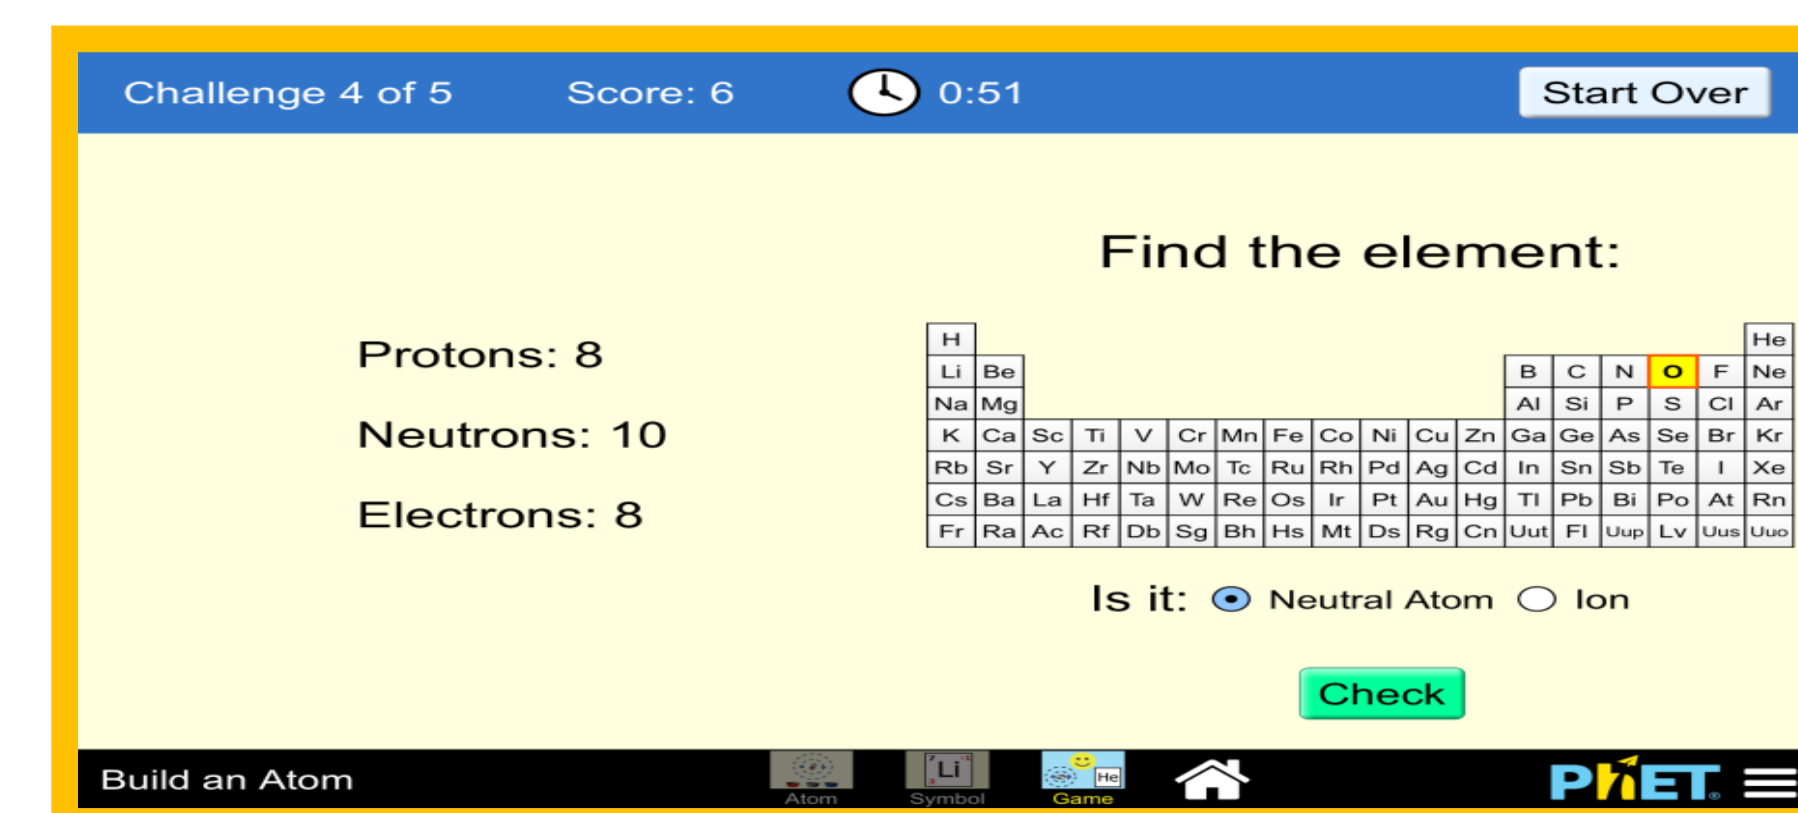 Challenge 4 of 5 Score: 6 0:51 Start Over
Find the element:
Protons: 8
Neutrons: 10
Electrons: 8
H He
Li Be B C N O F Ne
Na Mg Al Si P S Cl Ar
K Ca Sc Ti V Cr Mn Fe Co Ni Cu Zn Ga Ge As Se Br Kr
Rb Sr Y Zr Nb Mo Tc Ru Rh Pd Ag Cd In Sn Sb Te I Xe
Cs Ba La Hf Ta W Re Os Ir Pt Au Hg Tl Pb Bi Po At Rn
Fr Ra Ac Rf Db Sg Bh Hs Mt Ds Rg Cn Uut Fl Uup Lv Uus Uuo
Is it: Neutral Atom Ion
Check
Build an Atom
Atom
Li
Symbol
He
Game
PhET